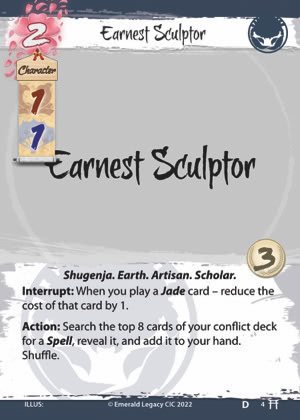 2
Earnest Sculptor
Character
1
1
Earnest Sculptor
3
Shugenja. Earth. Artisan. Scholar.
Interrupt: When you play a Jade card – reduce the
cost of that card by 1.
Action: Search the top 8 cards of your conflict deck
for a Spell, reveal it, and add it to your hand.
Shuffle.
ILLUS: © Emerald Legacy CIC 2022 D 4